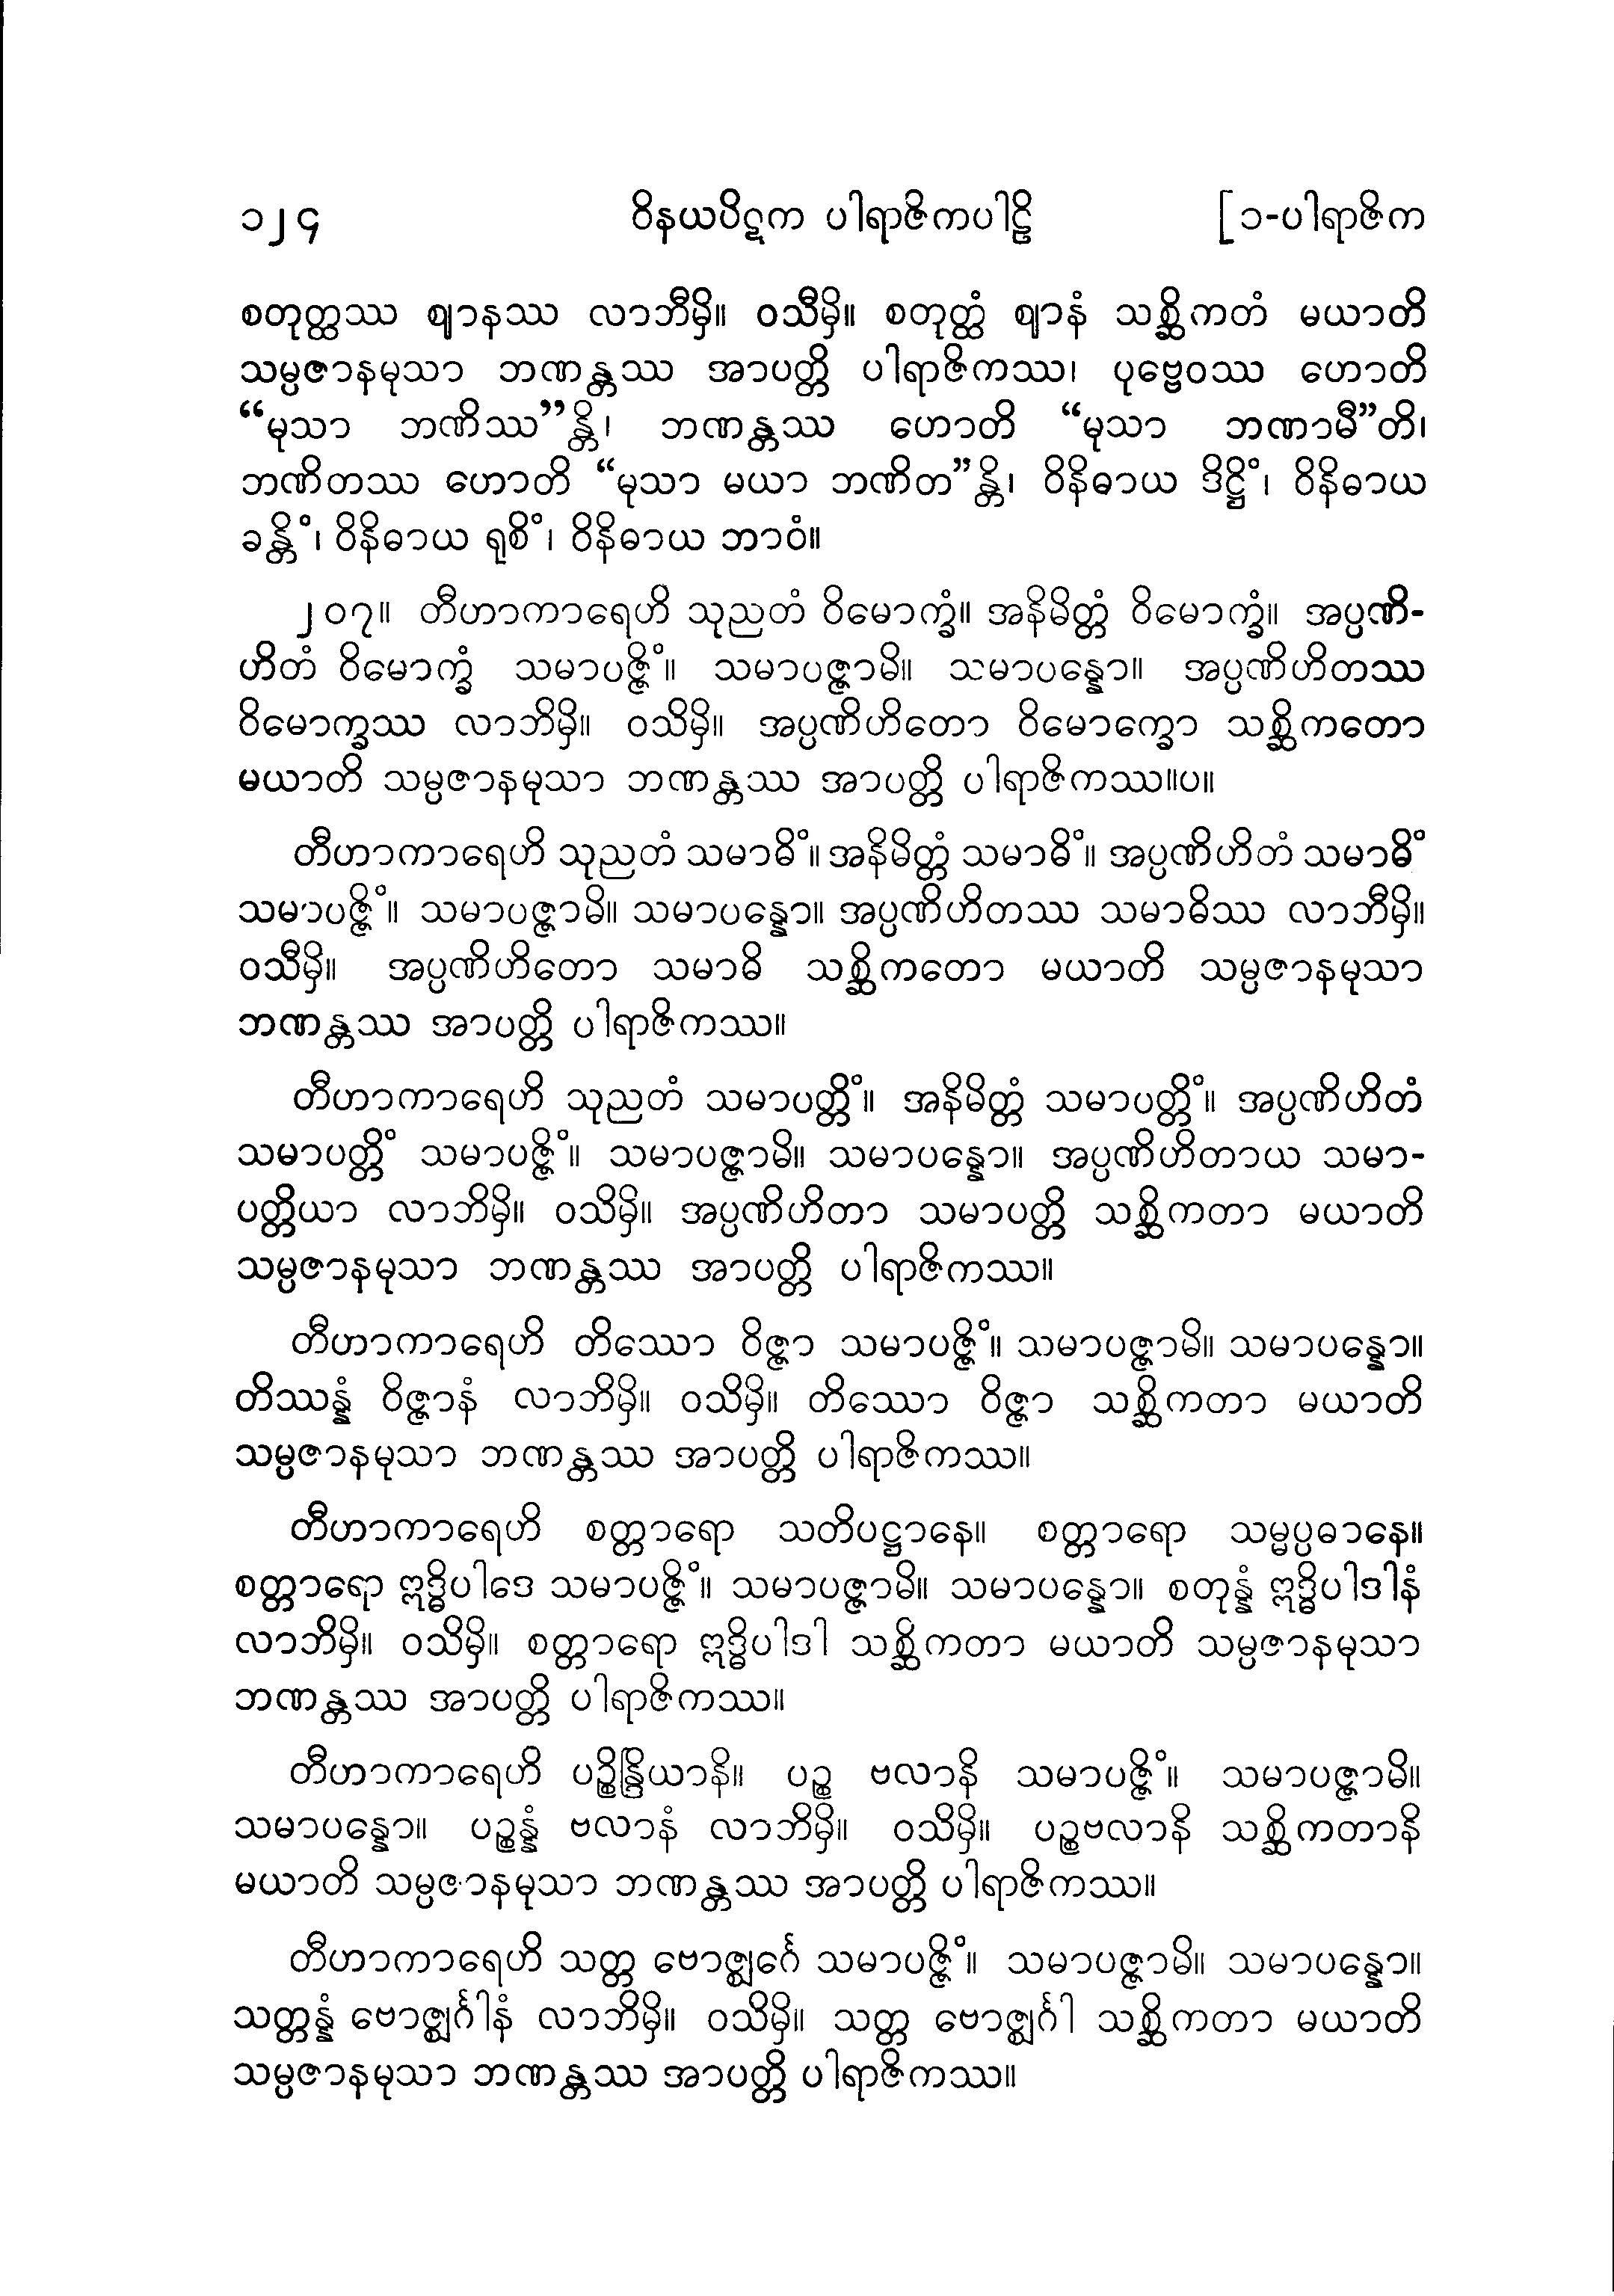 ၁၂၄ ဝိနယပိဋက ပါရာဇိကပါဠိ [၁-ပါရာဇိက
စတုတ္ထဿ ဈာနဿ လာဘီမှိ။ ဝသီမှိ။ စတုတ္ထံ ဈာနံ သစ္ဆိကတံ မယာတိ
သမ္ပဇာနမုသာ ဘဏန္တဿ အာပတ္တိ ပါရာဇိကဿ၊ ပုဗ္ဗေဝဿ ဟောတိ
“မုသာ ဘဏိဿ”န္တိ၊ ဘဏန္တဿ ဟောတိ “မုသာ ဘဏာမီ”တိ၊
ဘဏိတဿ ဟောတိ “မုသာ မယာ ဘဏိတ”န္တိ၊ ဝိနိဓာယ ဒိဋ္ဌိံ၊ ဝိနိဓာယ
ခန္တိံ၊ ဝိနိဓာယ ရုစိံ၊ ဝိနိဓာယ ဘာဝံ။
၂၀၇။ တီဟာကာရေဟိ သုညတံ ဝိမောက္ခံ။ အနိမိတ္တံ ဝိမောက္ခံ။ အပ္ပဏိ-
ဟိတံ ဝိမောက္ခံ သမာပဇ္ဇိံ။ သမာပဇ္ဇာမိ။ သမာပန္နော။ အပ္ပဏိဟိတဿ
ဝိမောက္ခဿ လာဘိမှိ။ ဝသိမှိ။ အပ္ပဏိဟိတော ဝိမောက္ခော သစ္ဆိကတော
မယာတိ သမ္ပဇာနမုသာ ဘဏန္တဿ အာပတ္တိ ပါရာဇိကဿ။ပ။
တီဟာကာရေဟိ သုညတံ သမာဓိံ။ အနိမိတ္တံ သမာဓိံ။ အပ္ပဏိဟိတံ သမာဓိံ
သမာပဇ္ဇိံ။ သမာပဇ္ဇာမိ။ သမာပန္နော။ အပ္ပဏိဟိတဿ သမာဓိဿ လာဘီမှိ။
ဝသီမှိ။ အပ္ပဏိဟိတော သမာဓိ သစ္ဆိကတော မယာတိ သမ္ပဇာနမုသာ
ဘဏန္တဿ အာပတ္တိ ပါရာဇိကဿ။
တီဟာကာရေဟိ သုညတံ သမာပတ္တိံ။ အနိမိတ္တံ သမာပတ္တိံ။ အပ္ပဏိဟိတံ
သမာပတ္တိံ သမာပဇ္ဇိံ။ သမာပဇ္ဇာမိ။ သမာပန္နော။ အပ္ပဏိဟိတာယ သမာ-
ပတ္တိယာ လာဘိမှိ။ ဝသိမှိ။ အပ္ပဏိဟိတာ သမာပတ္တိ သစ္ဆိကတာ မယာတိ
သမ္ပဇာနမုသာ ဘဏန္တဿ အာပတ္တိ ပါရာဇိကဿ။
တီဟာကာရေဟိ တိဿော ဝိဇ္ဇာ သမာပဇ္ဇိံ။ သမာပဇ္ဇာမိ။ သမာပန္နော။
တိဿန္နံ ဝိဇ္ဇာနံ လာဘိမှိ။ ဝသိမှိ။ တိဿော ဝိဇ္ဇာ သစ္ဆိကတာ မယာတိ
သမ္ပဇာနမုသာ ဘဏန္တဿ အာပတ္တိ ပါရာဇိကဿ။
တီဟာကာရေဟိ စတ္တာရော သတိပဋ္ဌာနေ။ စတ္တာရော သမ္မပ္ပဓာနေ။
စတ္တာရော ဣဒ္ဓိပါဒေ သမာပဇ္ဇိံ။ သမာပဇ္ဇာမိ။ သမာပန္နော။ စတုန္နံ ဣဒ္ဓိပါဒါနံ
လာဘိမှိ။ ဝသိမှိ။ စတ္တာရော ဣဒ္ဓိပါဒါ သစ္ဆိကတာ မယာတိ သမ္ပဇာနမုသာ
ဘဏန္တဿ အာပတ္တိ ပါရာဇိကဿ။
တီဟာကာရေဟိ ပဉ္စိန္ဒြိယာနိ။ ပဉ္စ ဗလာနိ သမာပဇ္ဇိံ။ သမာပဇ္ဇာမိ။
သမာပန္နော။ ပဉ္စန္နံ ဗလာနံ လာဘိမှိ။ ဝသိမှိ။ ပဉ္စဗလာနိ သစ္ဆိကတာနိ
မယာတိ သမ္ပဇာနမုသာ ဘဏန္တဿ အာပတ္တိ ပါရာဇိကဿ။
တီဟာကာရေဟိ သတ္တ ဗောဇ္ဈင်္ဂေ သမာပဇ္ဇိံ။ သမာပဇ္ဇာမိ။ သမာပန္နော။
သတ္တန္နံ ဗောဇ္ဈင်္ဂါနံ လာဘိမှိ။ ဝသိမှိ။ သတ္တ ဗောဇ္ဈင်္ဂါ သစ္ဆိကတာ မယာတိ
သမ္ပဇာနမုသာ ဘဏန္တဿ အာပတ္တိ ပါရာဇိကဿ။